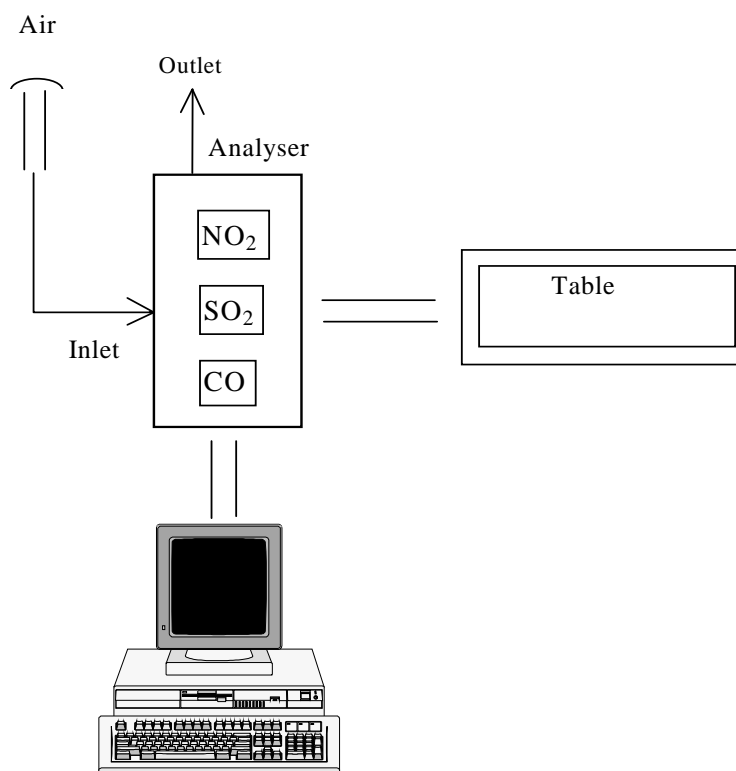 Air
Outlet
Analyser
NO₂
SO₂
Table
Inlet
CO